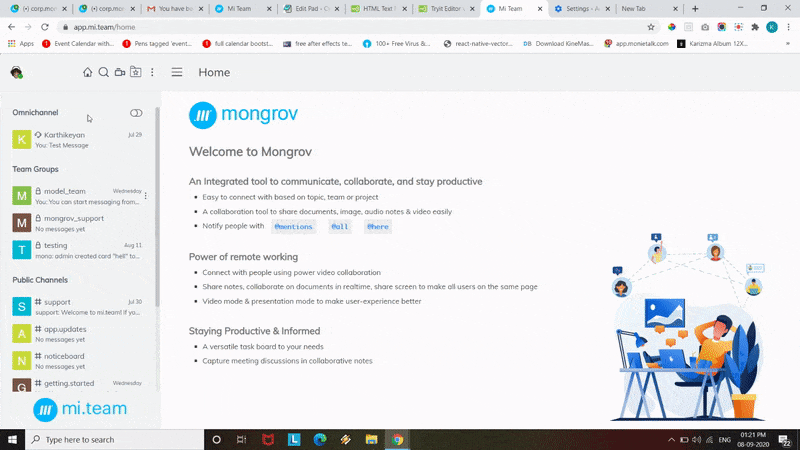 (•) corp.mon
(•) corp.mon
You have b
Mi Team
Edit Pad - C
HTML Text F
Tryit Editor v
Mi Team
Settings - A
New Tab
app.mi.team/home
Apps
Event Calendar with...
Pens tagged 'event...
full calendar bootst...
free after effects te...
100+ Free Virus &...
react-native-vector...
Download KineMas...
app.monietalk.com
Karizma Album 12X...
Home
Omnichannel
Karthikeyan
Jul 29
You: Test Message
Team Groups
model_team
Wednesday
You: You can start messaging from...
mongrov_support
No messages yet
testing
Aug 11
mono: admin created card "hell" to...
Public Channels
support
Jul 30
support: Welcome to mi.team! If yo...
app.updates
No messages yet
noticeboard
No messages yet
getting.started
Wednesday
mi.team
mongrov
Welcome to Mongrov
An Integrated tool to communicate, collaborate, and stay productive
Easy to connect with based on topic, team or project
A collaboration tool to share documents, image, audio notes & video easily
Notify people with @mentions @all @here
Power of remote working
Connect with people using power video collaboration
Share notes, collaborate on documents in realtime, share screen to make all users on the same page
Video mode & presentation mode to make user-experience better
Staying Productive & Informed
A versatile task board to your needs
Capture meeting discussions in collaborative notes
Type here to search
ENG
01:21 PM
08-09-2020
22